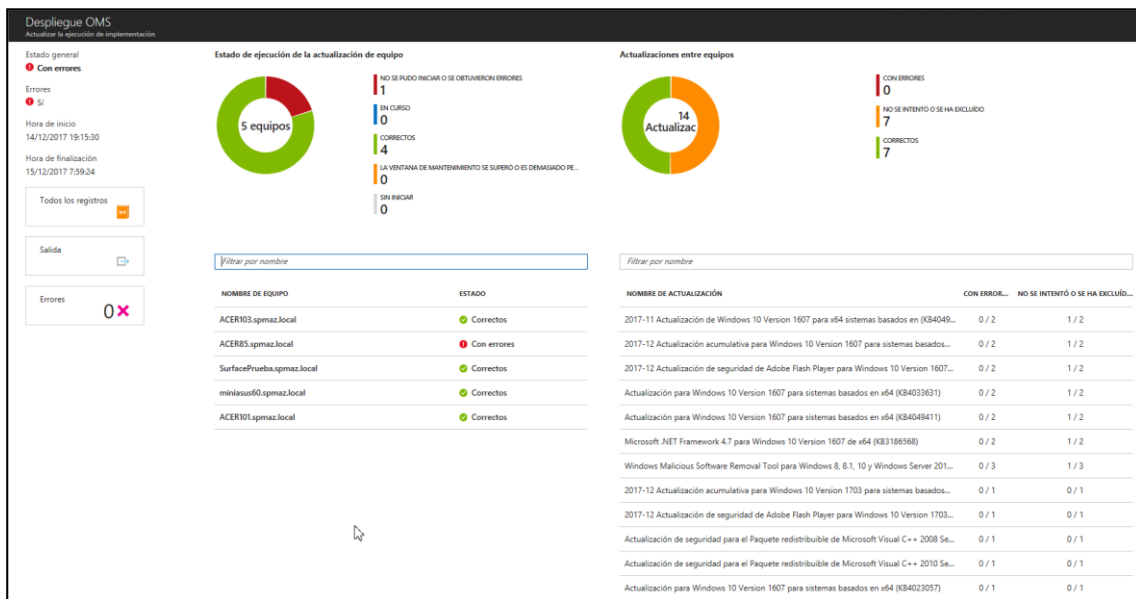 Despliegue OMS
Actualizar la ejecución de implementación
Estado general
Con errores
Errores
5/
Hora de inicio
14/12/2017 19:15:30
Hora de finalización
15/12/2017 7:59:24
Todos los registros
Salida
Errores
0
Estado de ejecución de la actualización de equipo
5 equipos
NO SE PUDO INICIAR O SE OBTUVIERON ERRORES
1
EN CURSO
0
CORRECTOS
4
LA VENTANA DE MANTENIMIENTO SE SUPERÓ O ES DEMASIADO PE...
0
SIN INICIAR
0
Filtrar por nombre
NOMBRE DE EQUIPO ESTADO
ACER103.spmaz.local Correctos
ACER85.spmaz.local Con errores
SurfacePrueba.spmaz.local Correctos
miniasus60.spmaz.local Correctos
ACER101.spmaz.local Correctos
Actualizaciones entre equipos
14
Actualizac
CON ERRORES
0
NO SE INTENTÓ O SE HA EXCLUÍDO
7
CORRECTOS
7
Filtrar por nombre
NOMBRE DE ACTUALIZACIÓN CON ERROR... NO SE INTENTÓ O SE HA EXCLUÍD...
2017-11 Actualización de Windows 10 Version 1607 para x64 sistemas basados en (KB4049... 0 / 2 1 / 2
2017-12 Actualización acumulativa para Windows 10 Version 1607 para sistemas basados... 0 / 2 1 / 2
2017-12 Actualización de seguridad de Adobe Flash Player para Windows 10 Version 1607... 0 / 2 1 / 2
Actualización para Windows 10 Version 1607 para sistemas basados en x64 (KB4033631) 0 / 2 1 / 2
Actualización para Windows 10 Version 1607 para sistemas basados en x64 (KB4049411) 0 / 2 1 / 2
Microsoft .NET Framework 4.7 para Windows 10 Version 1607 de x64 (KB3186568) 0 / 2 1 / 2
Windows Malicious Software Removal Tool para Windows 8, 8.1, 10 y Windows Server 201... 0 / 3 1 / 3
2017-12 Actualización acumulativa para Windows 10 Version 1703 para sistemas basados... 0 / 1 0 / 1
2017-12 Actualización de seguridad de Adobe Flash Player para Windows 10 Version 1703... 0 / 1 0 / 1
Actualización de seguridad para el Paquete redistribuible de Microsoft Visual C++ 2008 Se... 0 / 1 0 / 1
Actualización de seguridad para el Paquete redistribuible de Microsoft Visual C++ 2010 Se... 0 / 1 0 / 1
Actualización para Windows 10 Version 1607 para sistemas basados en x64 (KB4023057) 0 / 1 0 / 1